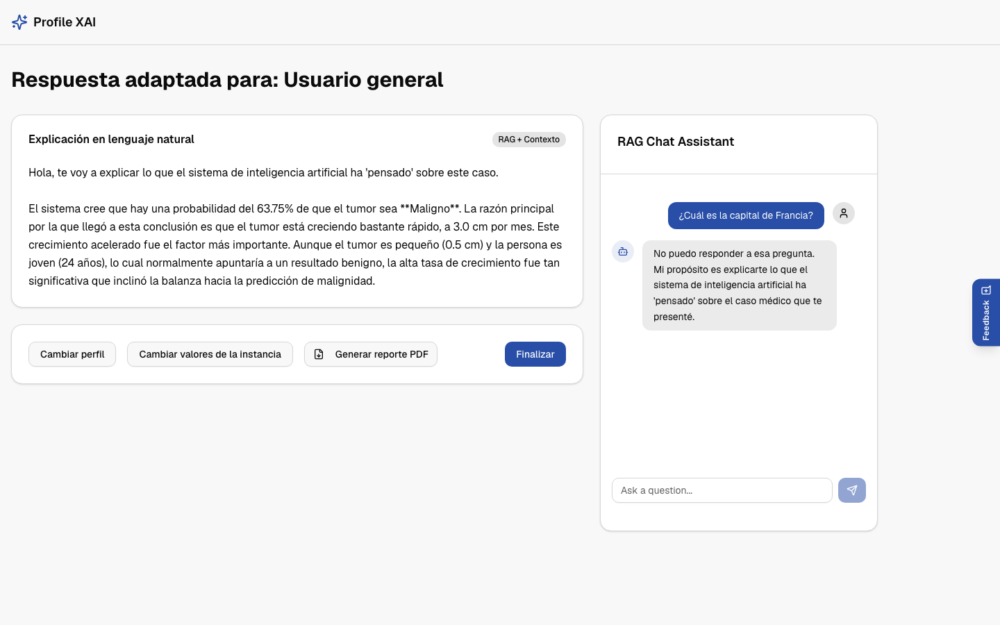 Profile XAI
Respuesta adaptada para: Usuario general
Explicación en lenguaje natural
RAG + Contexto
Hola, te voy a explicar lo que el sistema de inteligencia artificial ha 'pensado' sobre este caso.
El sistema cree que hay una probabilidad del 63.75% de que el tumor sea **Maligno**. La razón principal
por la que llegó a esta conclusión es que el tumor está creciendo bastante rápido, a 3.0 cm por mes. Este
crecimiento acelerado fue el factor más importante. Aunque el tumor es pequeño (0.5 cm) y la persona es
joven (24 años), lo cual normalmente apuntaría a un resultado benigno, la alta tasa de crecimiento fue tan
significativa que inclinó la balanza hacia la predicción de malignidad.
Cambiar perfil
Cambiar valores de la instancia
Generar reporte PDF
Finalizar
RAG Chat Assistant
¿Cuál es la capital de Francia?
No puedo responder a esa pregunta.
Mi propósito es explicarte lo que el
sistema de inteligencia artificial ha
'pensado' sobre el caso médico que te
presenté.
Ask a question...
Feedback